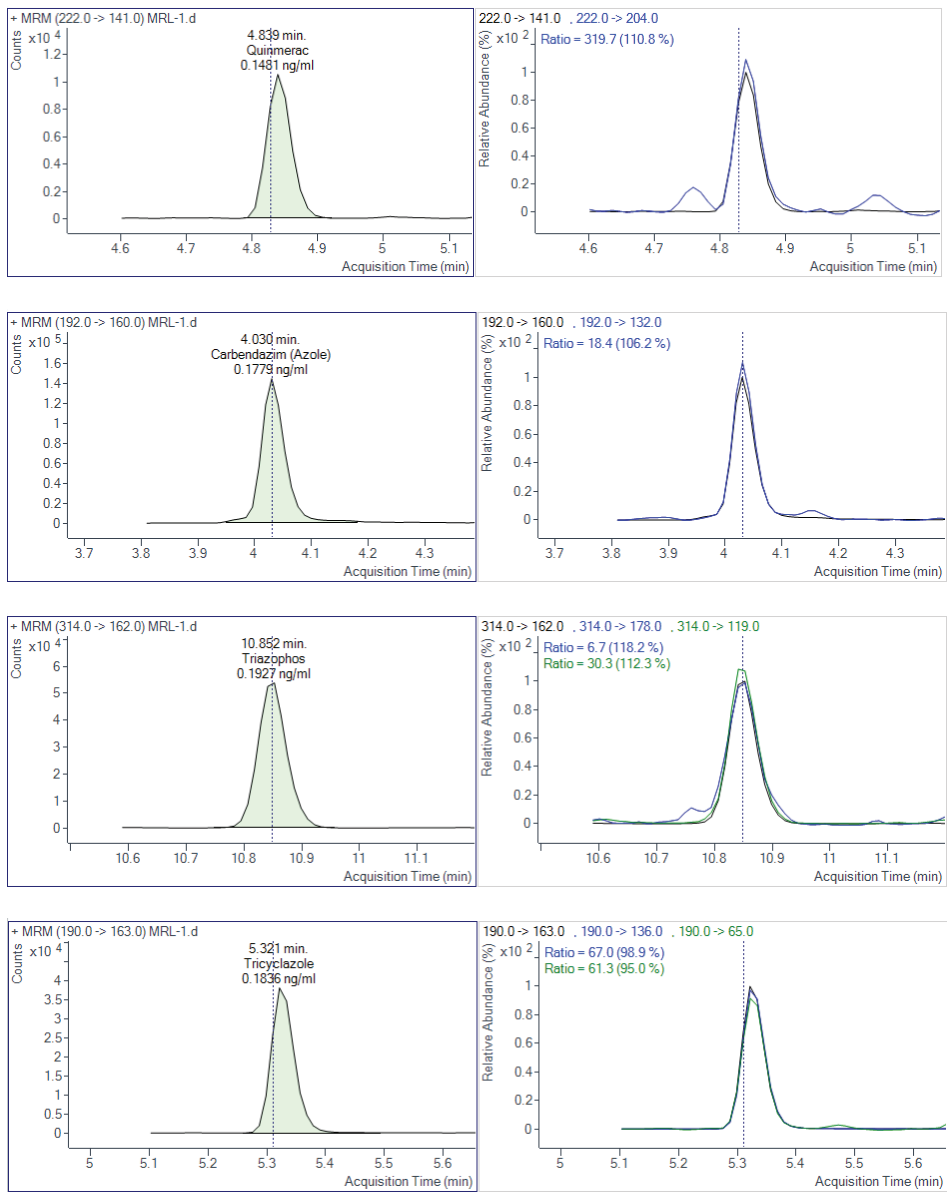 + MRM (222.0 -> 141.0) MRL-1.d
Counts
x10 4
4.839 min.
Quinmerac
0.1481 ng/ml
1.2
1
0.8
0.6
0.4
0.2
0
4.6 4.7 4.8 4.9 5 5.1
Acquisition Time (min)
222.0 -> 141.0 , 222.0 -> 204.0
Relative Abundance (%)
x10 2
Ratio = 319.7 (110.8 %)
1
0.8
0.6
0.4
0.2
0
4.6 4.7 4.8 4.9 5 5.1
Acquisition Time (min)
+ MRM (192.0 -> 160.0) MRL-1.d
Counts
x10 5
4.030 min.
Carbendazim (Azole)
0.1779 ng/ml
1.6
1.4
1.2
1
0.8
0.6
0.4
0.2
0
3.7 3.8 3.9 4 4.1 4.2 4.3
Acquisition Time (min)
192.0 -> 160.0 , 192.0 -> 132.0
Relative Abundance (%)
x10 2
Ratio = 18.4 (106.2 %)
1
0.8
0.6
0.4
0.2
0
3.7 3.8 3.9 4 4.1 4.2 4.3
Acquisition Time (min)
+ MRM (314.0 -> 162.0) MRL-1.d
Counts
x10 4
10.852 min.
Triazophos
0.1927 ng/ml
6
5
4
3
2
1
0
10.6 10.7 10.8 10.9 11 11.1
Acquisition Time (min)
314.0 -> 162.0 , 314.0 -> 178.0 , 314.0 -> 119.0
Relative Abundance (%)
x10 2
Ratio = 6.7 (118.2 %)
Ratio = 30.3 (112.3 %)
1
0.8
0.6
0.4
0.2
0
10.6 10.7 10.8 10.9 11 11.1
Acquisition Time (min)
+ MRM (190.0 -> 163.0) MRL-1.d
Counts
x10 4
5.321 min.
Tricyclazole
0.1836 ng/ml
4
3.5
3
2.5
2
1.5
1
0.5
0
5 5.1 5.2 5.3 5.4 5.5 5.6
Acquisition Time (min)
190.0 -> 163.0 , 190.0 -> 136.0 , 190.0 -> 65.0
Relative Abundance (%)
x10 2
Ratio = 67.0 (98.9 %)
Ratio = 61.3 (95.0 %)
1
0.8
0.6
0.4
0.2
0
5 5.1 5.2 5.3 5.4 5.5 5.6
Acquisition Time (min)